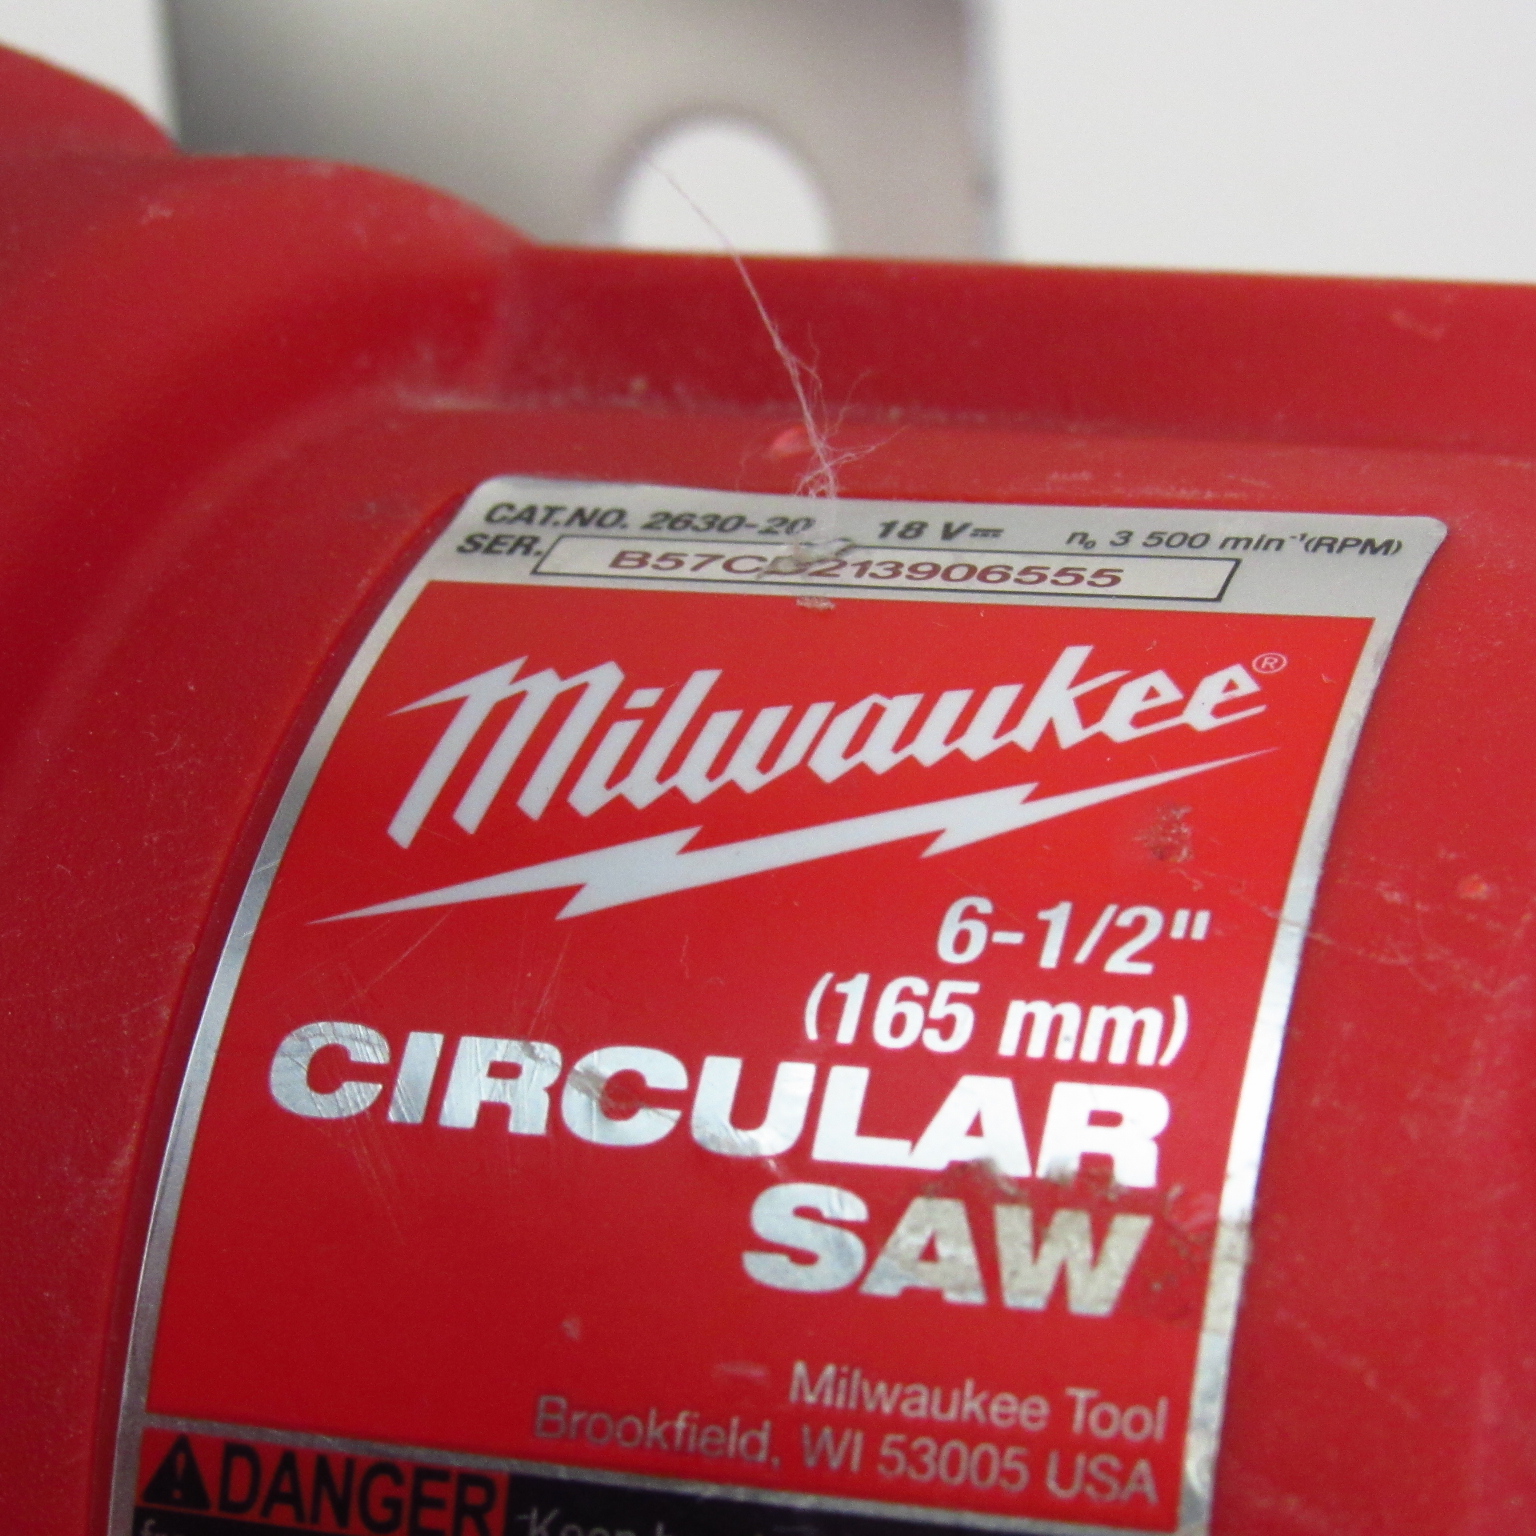 CAT.NO. 2630-20 18 V⎓ n₀ 3 500 min⁻¹(RPM)
SER.
Milwaukee®
6-1/2"
(165 mm)
CIRCULAR
SAW
Milwaukee Tool
Brookfield, WI 53005 USA
DANGER Keep